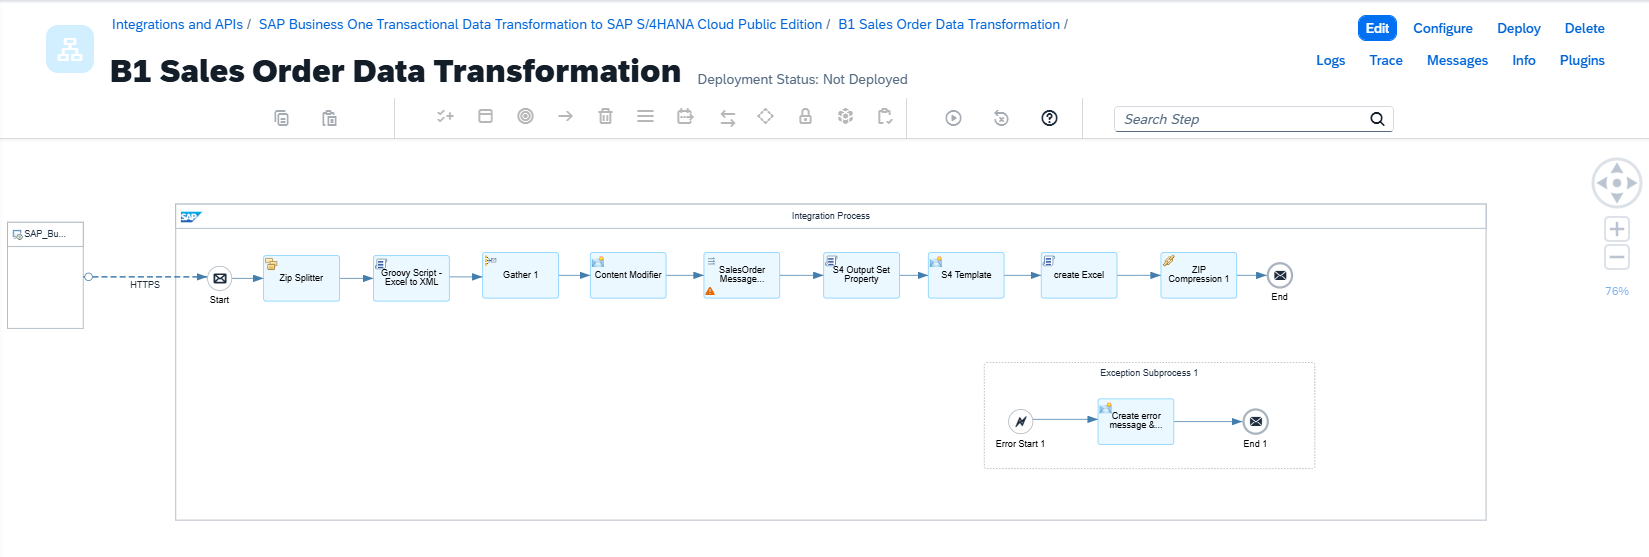 Integrations and APIs / SAP Business One Transactional Data Transformation to SAP S/4HANA Cloud Public Edition / B1 Sales Order Data Transformation /
Edit Configure Deploy Delete
B1 Sales Order Data Transformation Deployment Status: Not Deployed
Logs Trace Messages Info Plugins
Search Step
SAP Integration Process
SAP_Bu...
HTTPS
Start
Zip Splitter
Groovy Script -
Excel to XML
Gather 1
Content Modifier
SalesOrder
Message...
S4 Output Set
Property
S4 Template
create Excel
ZIP
Compression 1
End
76%
Exception Subprocess 1
Error Start 1
Create error
message &...
End 1